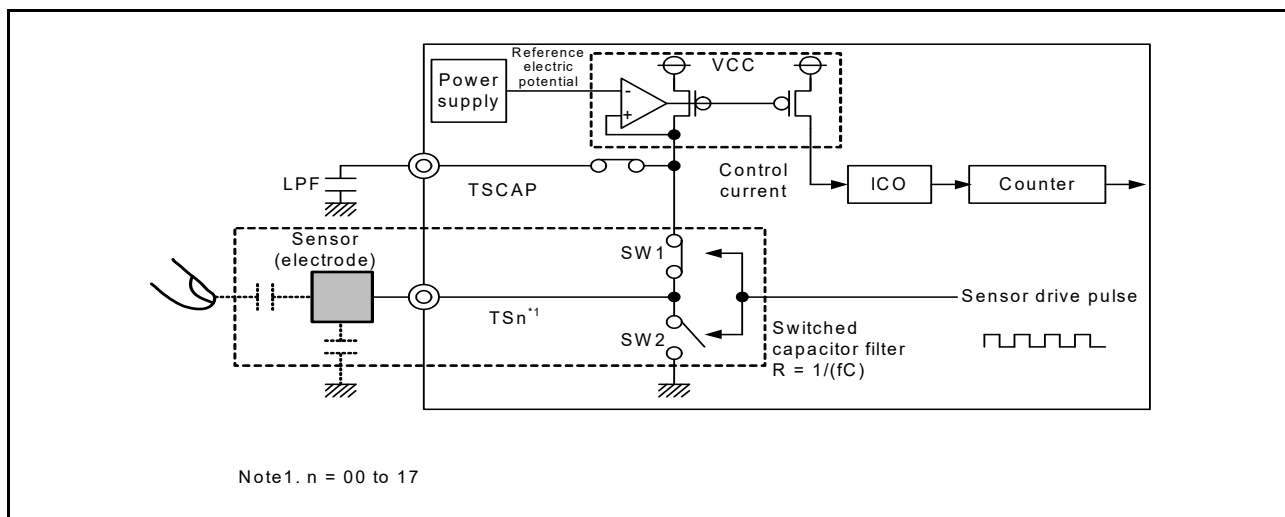 Power
supply
Reference
electric
potential
VCC
-
+
LPF
TSCAP
Control
current
ICO
Counter
Sensor
(electrode)
SW1
TSn*1
SW2
Sensor drive pulse
Switched
capacitor filter
R = 1/(fC)
Note1. n = 00 to 17